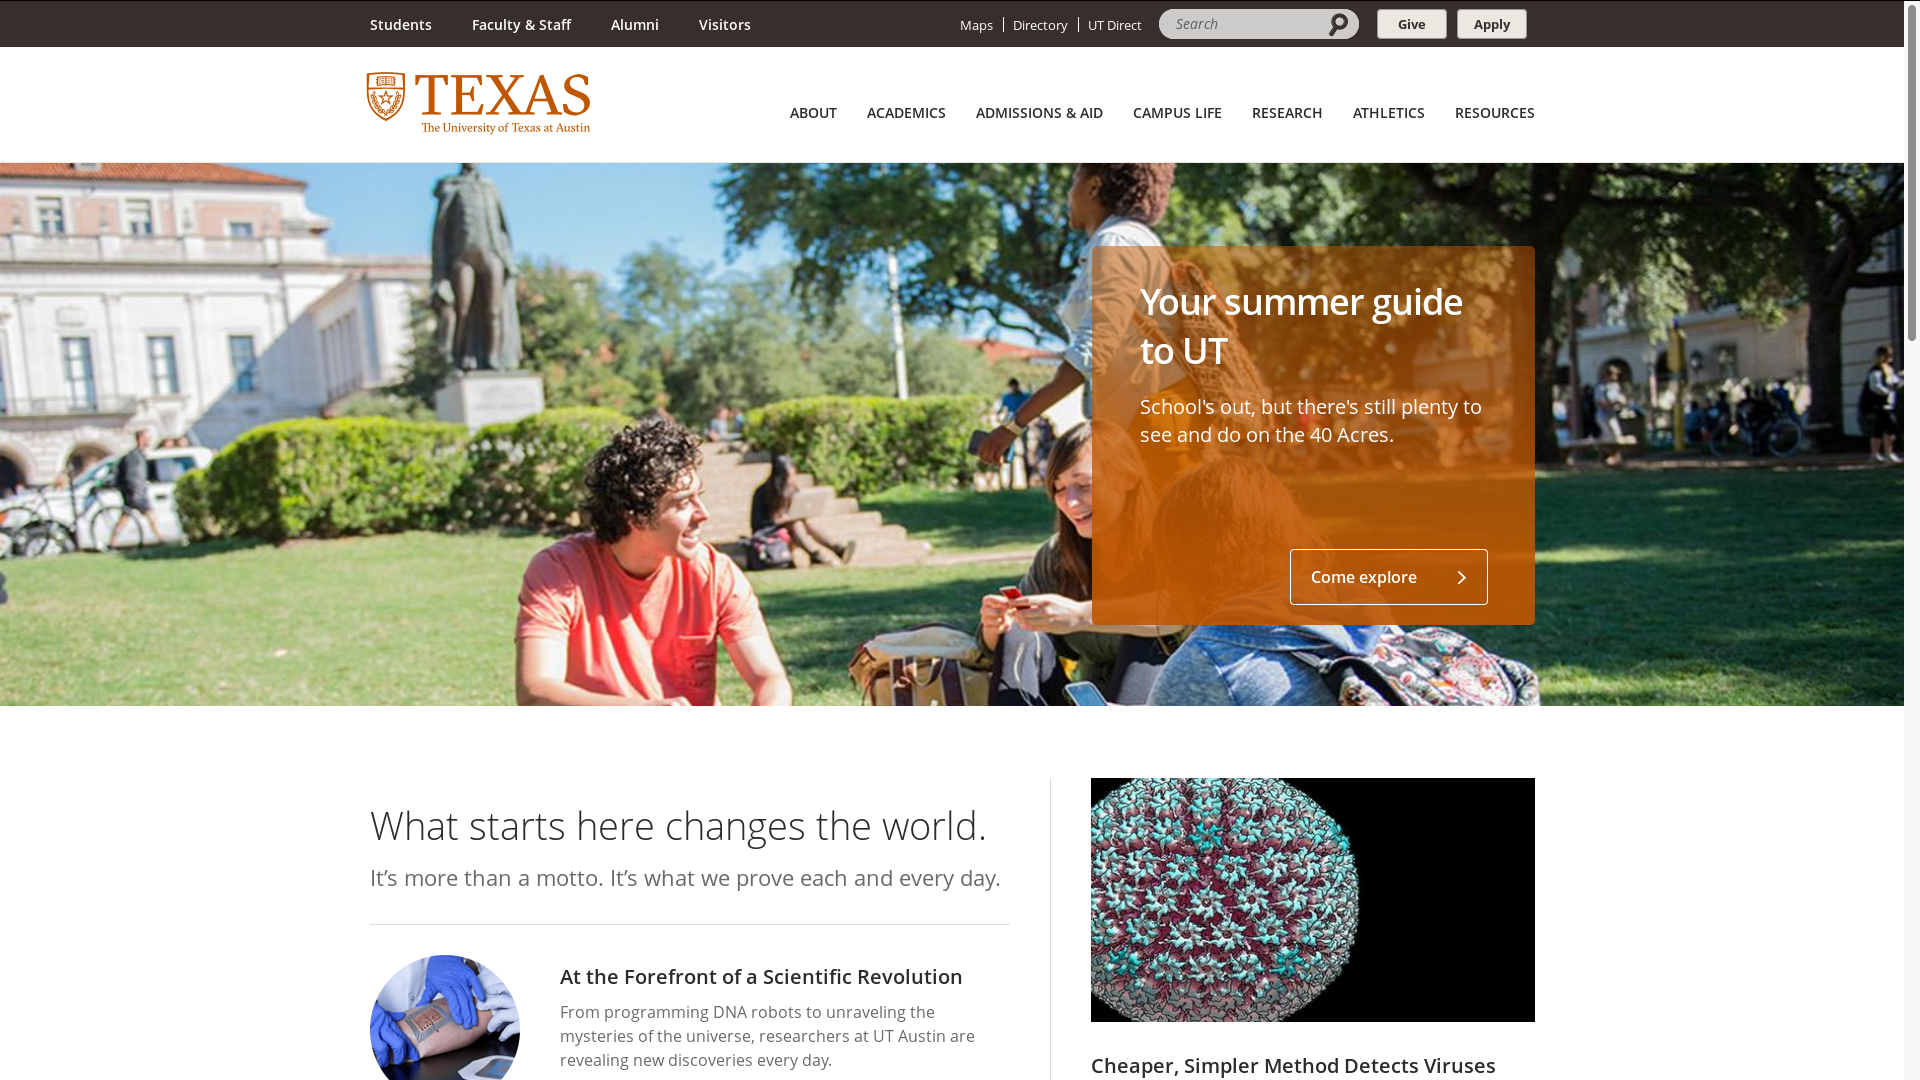 Students Faculty & Staff Alumni Visitors Maps Directory UT Direct Search Give Apply
TEXAS
The University of Texas at Austin
ABOUT ACADEMICS ADMISSIONS & AID CAMPUS LIFE RESEARCH ATHLETICS RESOURCES
Your summer guide
to UT
School's out, but there's still plenty to
see and do on the 40 Acres.
Come explore
What starts here changes the world.
It’s more than a motto. It’s what we prove each and every day.
At the Forefront of a Scientific Revolution
From programming DNA robots to unraveling the
mysteries of the universe, researchers at UT Austin are
revealing new discoveries every day.
Cheaper, Simpler Method Detects Viruses